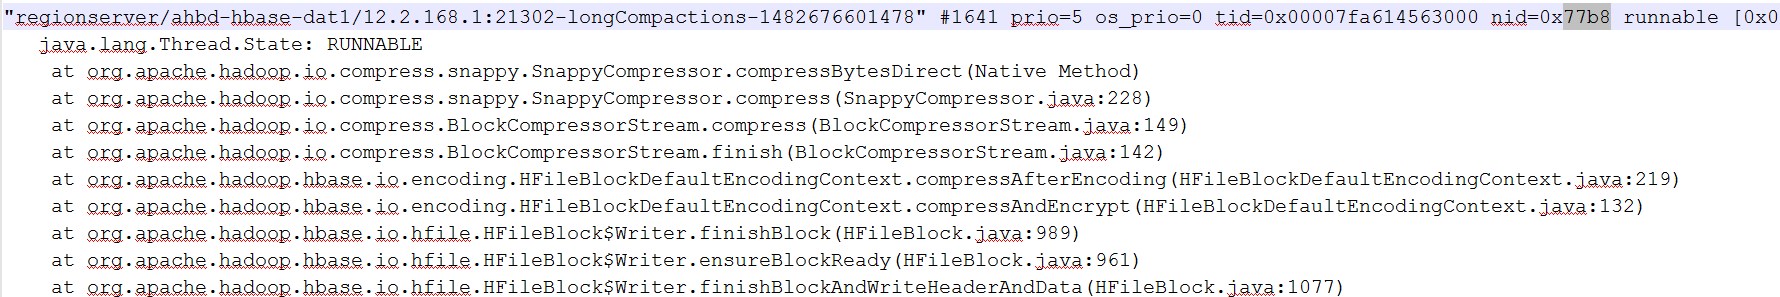 "regionserver/ahbd-hbase-dat1/12.2.168.1:21302-longCompactions-1482676601478" #1641 prio=5 os_prio=0 tid=0x00007fa614563000 nid=0x77b8 runnable [0x0
java.lang.Thread.State: RUNNABLE
at org.apache.hadoop.io.compress.snappy.SnappyCompressor.compressBytesDirect(Native Method)
at org.apache.hadoop.io.compress.snappy.SnappyCompressor.compress(SnappyCompressor.java:228)
at org.apache.hadoop.io.compress.BlockCompressorStream.compress(BlockCompressorStream.java:149)
at org.apache.hadoop.io.compress.BlockCompressorStream.finish(BlockCompressorStream.java:142)
at org.apache.hadoop.hbase.io.encoding.HFileBlockDefaultEncodingContext.compressAfterEncoding(HFileBlockDefaultEncodingContext.java:219)
at org.apache.hadoop.hbase.io.encoding.HFileBlockDefaultEncodingContext.compressAndEncrypt(HFileBlockDefaultEncodingContext.java:132)
at org.apache.hadoop.hbase.io.hfile.HFileBlock$Writer.finishBlock(HFileBlock.java:989)
at org.apache.hadoop.hbase.io.hfile.HFileBlock$Writer.ensureBlockReady(HFileBlock.java:961)
at org.apache.hadoop.hbase.io.hfile.HFileBlock$Writer.finishBlockAndWriteHeaderAndData(HFileBlock.java:1077)